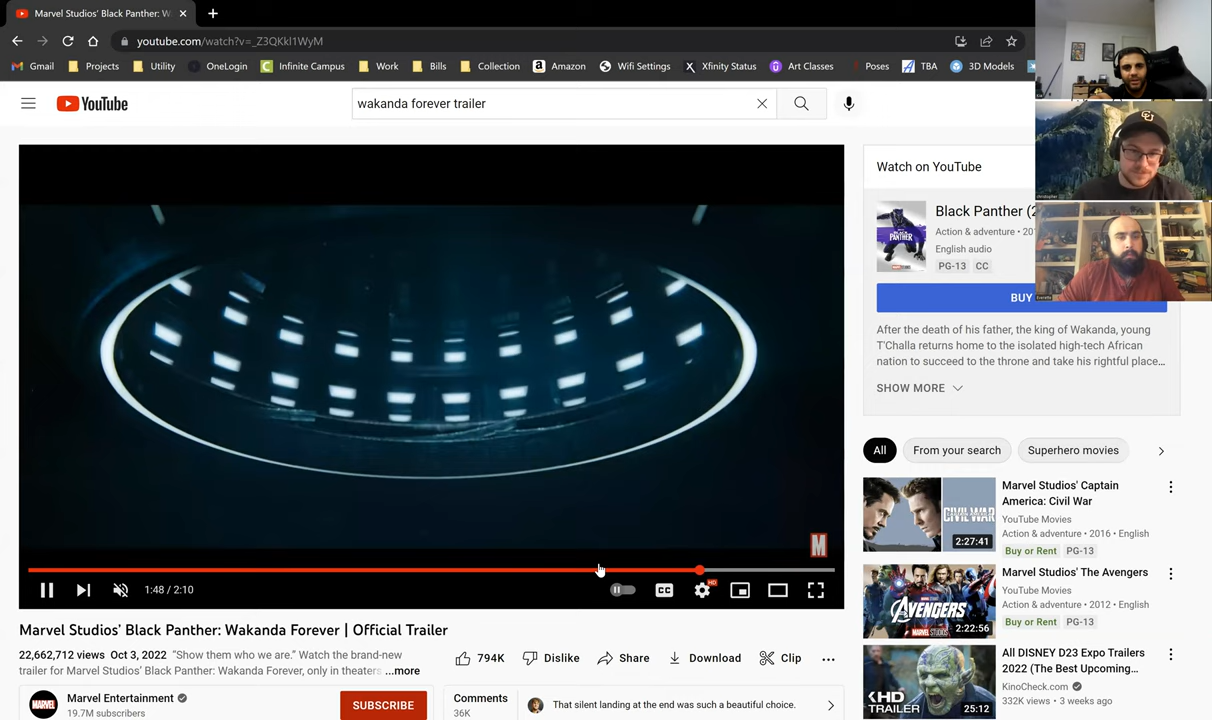 Marvel Studios' Black Panther: W
youtube.com/watch?v=_Z3QKkI1WyM
Gmail Projects Utility OneLogin Infinite Campus Work Bills Collection Amazon Wifi Settings Xfinity Status Art Classes Poses TBA 3D Models
YouTube
wakanda forever trailer
Watch on YouTube
Black Panther (2
Action & adventure • 20
English audio
PG-13 CC
BUY
After the death of his father, the king of Wakanda, young
T'Challa returns home to the isolated high-tech African
nation to succeed to the throne and take his rightful place...
SHOW MORE
M
HD
1:48 / 2:10
CC
All From your search Superhero movies
Marvel Studios' Captain
America: Civil War
YouTube Movies
Action & adventure • 2016 • English
Buy or Rent PG-13
CIVIL WAR
2:27:41
Marvel Studios' The Avengers
YouTube Movies
Action & adventure • 2012 • English
Buy or Rent PG-13
AVENGERS
2:22:56
All DISNEY D23 Expo Trailers
2022 (The Best Upcoming...
KinoCheck.com
332K views • 3 weeks ago
HD
TRAILER
25:12
Marvel Studios' Black Panther: Wakanda Forever | Official Trailer
22,662,712 views Oct 3, 2022 “Show them who we are.” Watch the brand-new
trailer for Marvel Studios' Black Panther: Wakanda Forever, only in theaters ...more
794K Dislike Share Download Clip
MARVEL
Marvel Entertainment
19.7M subscribers
SUBSCRIBE
Comments
36K
That silent landing at the end was such a beautiful choice.